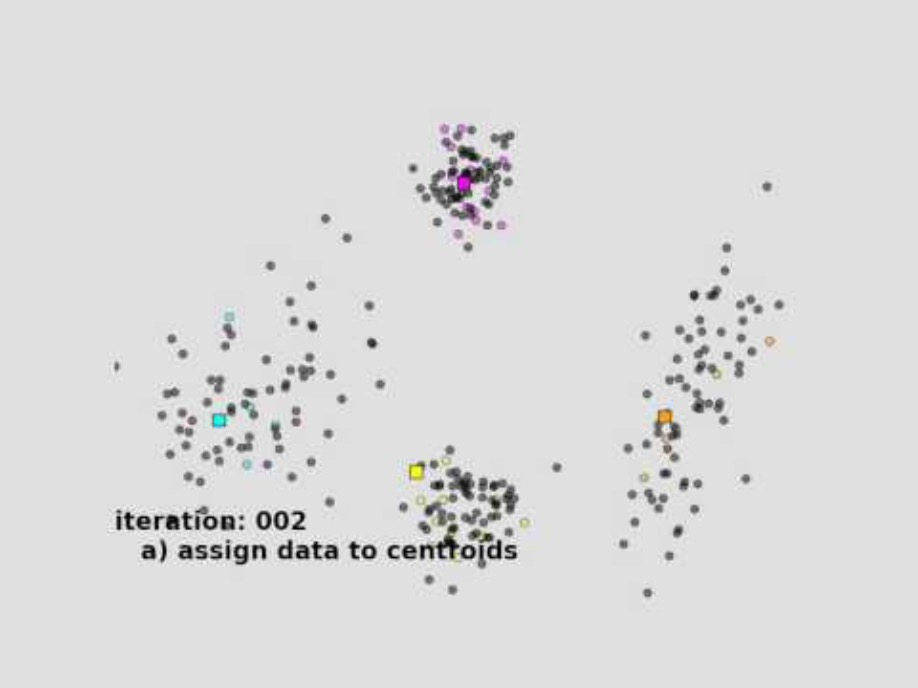 iteration: 002
a) assign data to centroids